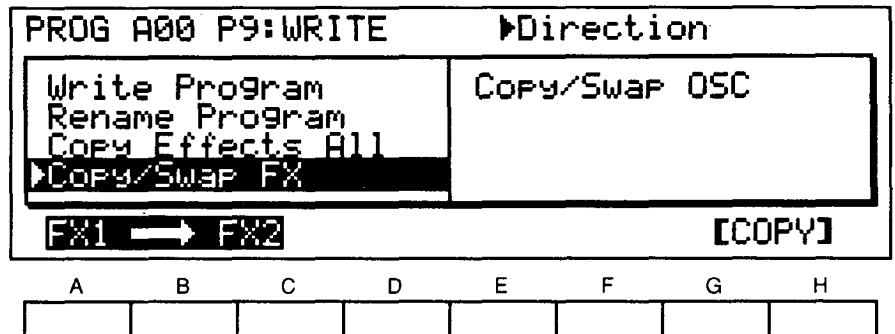 PROG A00 P9:WRITE ▶Direction
Write Program
Rename Program
Copy Effects All
▶Copy/Swap FX
Copy/Swap OSC
FX1 → FX2 [COPY]
A B C D E F G H